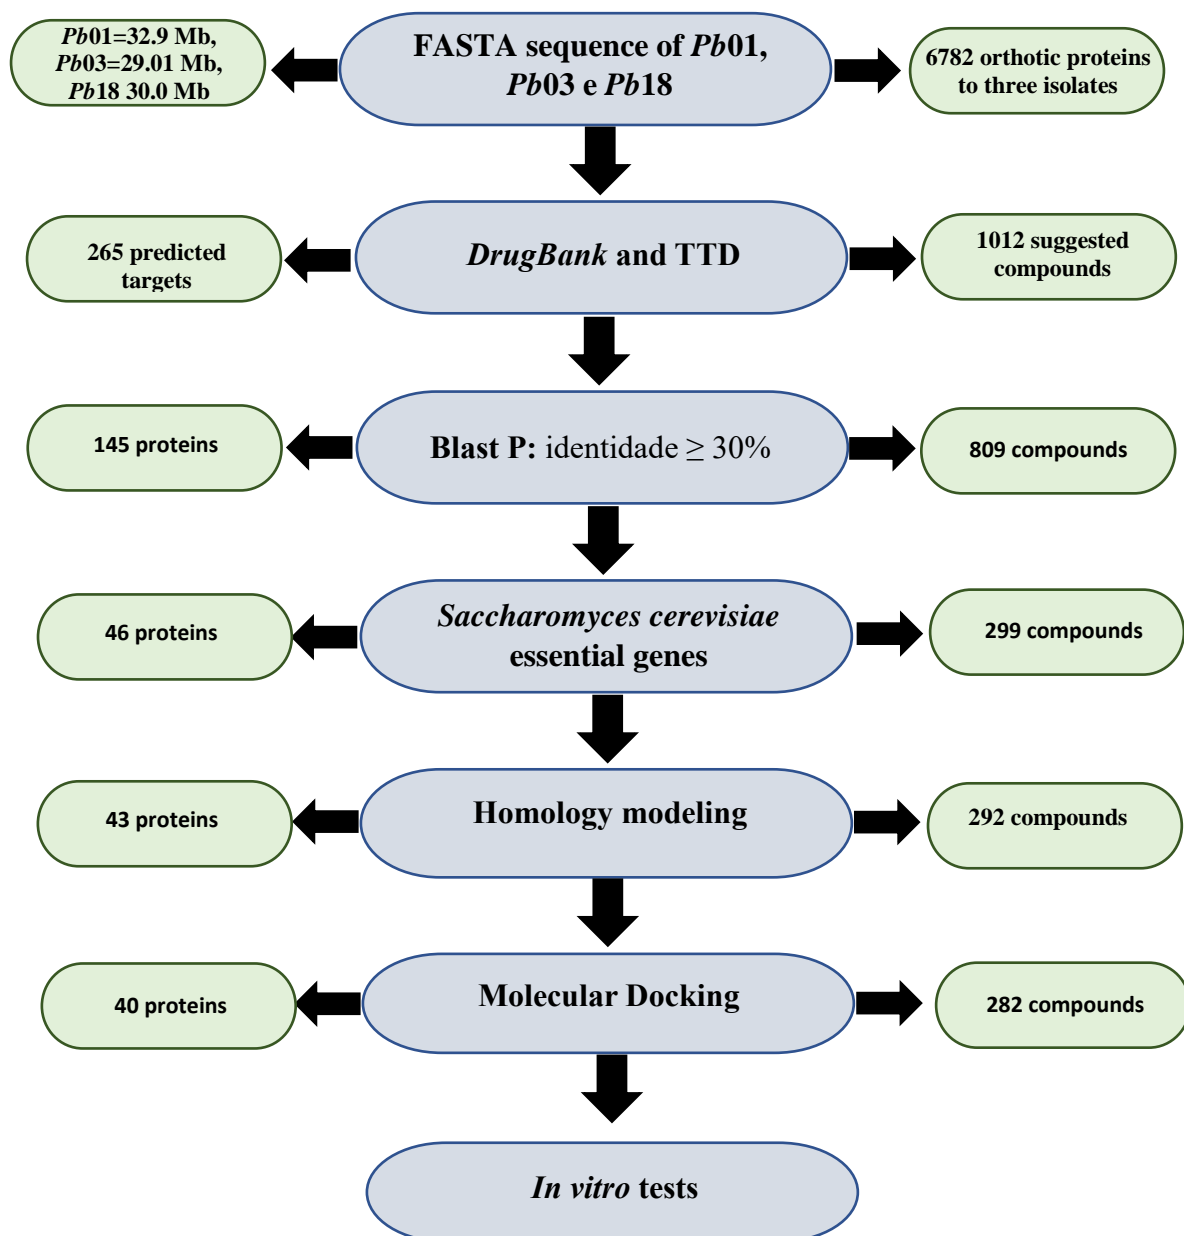 Pb01=32.9 Mb,
Pb03=29.01 Mb,
Pb18 30.0 Mb
FASTA sequence of Pb01,
Pb03 e Pb18
6782 orthotic proteins
to three isolates
265 predicted
targets
DrugBank and TTD
1012 suggested
compounds
145 proteins
Blast P: identidade ≥ 30%
809 compounds
46 proteins
Saccharomyces cerevisiae
essential genes
299 compounds
43 proteins
Homology modeling
292 compounds
40 proteins
Molecular Docking
282 compounds
In vitro tests